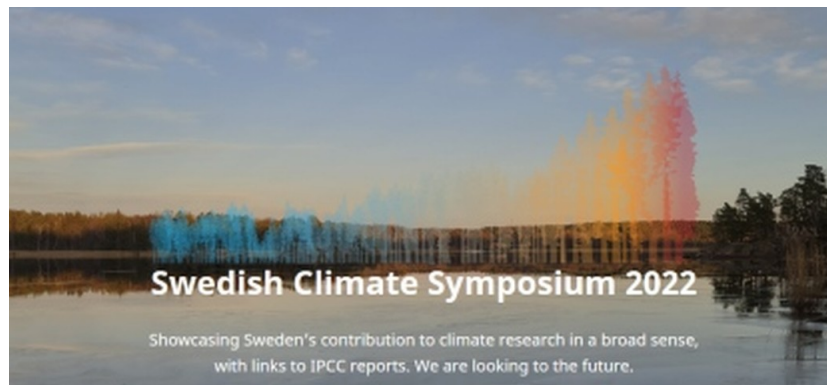 Swedish Climate Symposium 2022
Showcasing Sweden's contribution to climate research in a broad sense,
with links to IPCC reports. We are looking to the future.